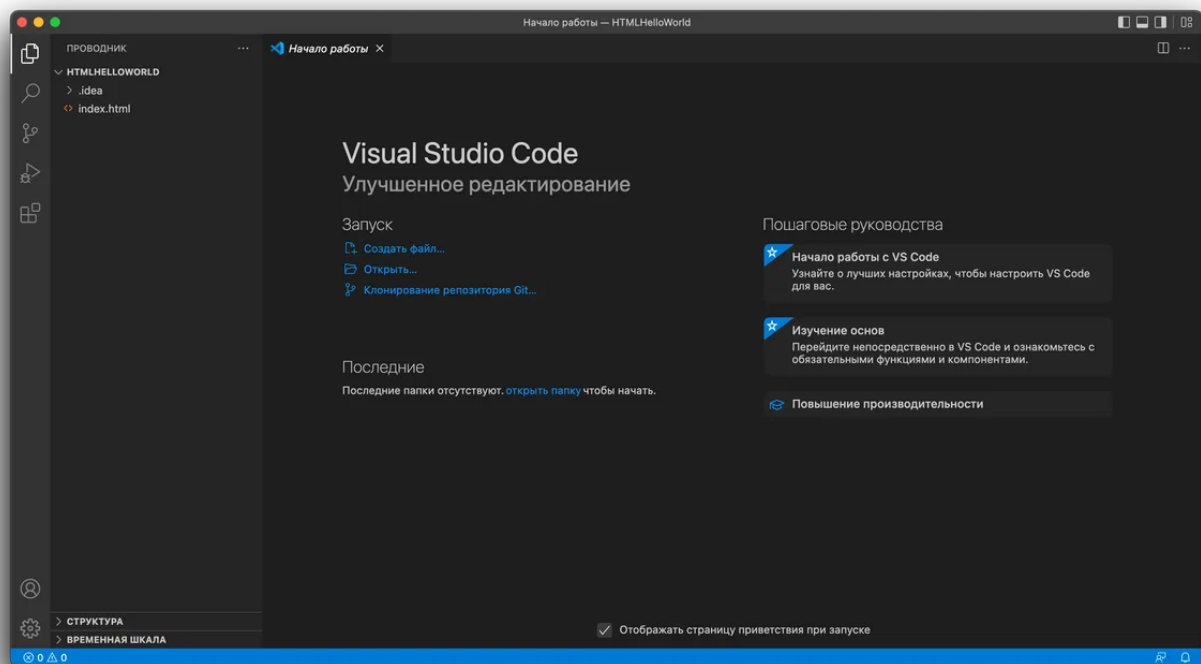 Начало работы — HTMLHelloWorld
ПРОВОДНИК
Начало работы
HTMLHELLOWORLD
.idea
index.html
Visual Studio Code
Улучшенное редактирование
Запуск
Создать файл...
Открыть...
Клонирование репозитория Git...
Последние
Последние папки отсутствуют. открыть папку чтобы начать.
Пошаговые руководства
Начало работы с VS Code
Узнайте о лучших настройках, чтобы настроить VS Code
для вас.
Изучение основ
Перейдите непосредственно в VS Code и ознакомьтесь с
обязательными функциями и компонентами.
Повышение производительности
СТРУКТУРА
ВРЕМЕННАЯ ШКАЛА
Отображать страницу приветствия при запуске
0 0